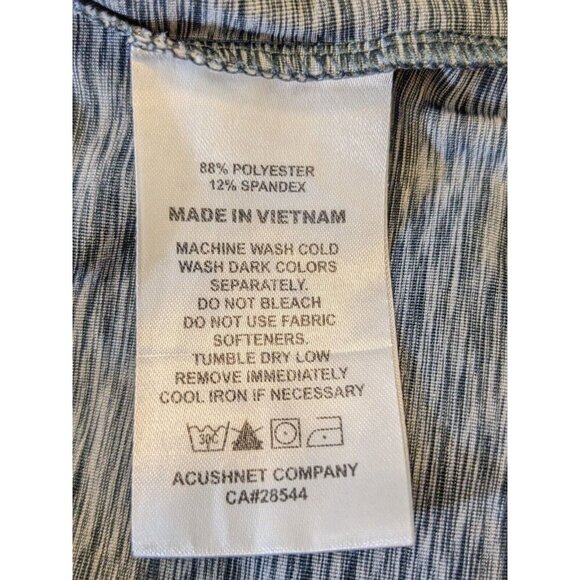 88% POLYESTER
12% SPANDEX
MADE IN VIETNAM
MACHINE WASH COLD
WASH DARK COLORS
SEPARATELY.
DO NOT BLEACH
DO NOT USE FABRIC
SOFTENERS.
TUMBLE DRY LOW
REMOVE IMMEDIATELY
COOL IRON IF NECESSARY
30C
ACUSHNET COMPANY
CA#28544